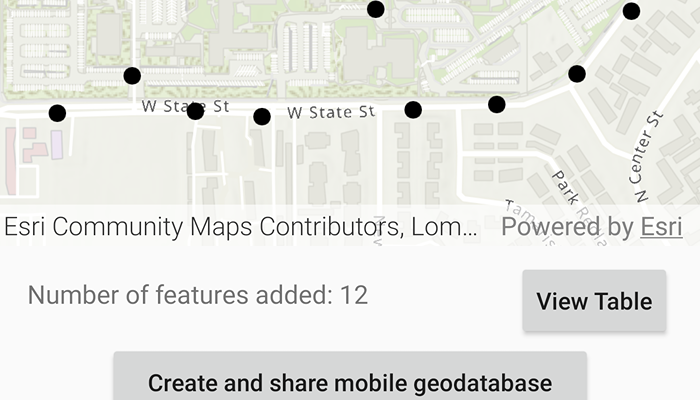 W State St
W State St
N Center St
Park
Esri Community Maps Contributors, Lom...
Powered by Esri
Number of features added: 12
View Table
Create and share mobile geodatabase